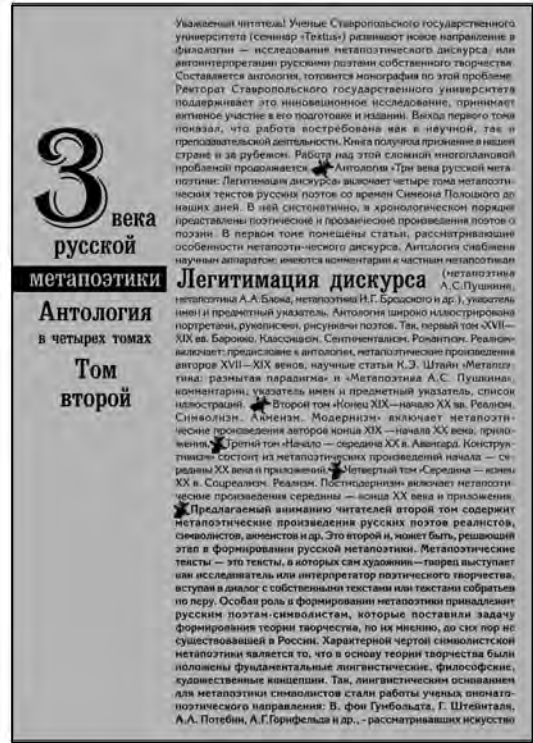 Уважаемый читатель! Ученые Ставропольского государственного
университета (семинар «Textus») развивают новое направление в
филологии — исследование метапоэтического дискурса, или
автоинтерпретации русскими поэтами собственного творчества.
Составляется антология, готовится монография по этой проблеме.
Ректорат Ставропольского государственного университета
поддерживает это инновационное исследование, принимает
активное участие в его подготовке и издании. Выход первого тома
показал, что работа востребована как в научной, так и
преподавательской деятельности. Книга получила признание в нашей
стране и за рубежом. Работа над этой сложной многоплановой
проблемой продолжается. Антология «Три века русской мета-
поэтики: Легитимация дискурса» включает четыре тома метапоэти-
ческих текстов русских поэтов со времен Симеона Полоцкого до
наших дней. В ней систематично, в хронологическом порядке
представлены поэтические и прозаические произведения поэтов о
поэзии. В первом томе помещены статьи, рассматривающие
особенности метапоэти-ческого дискурса. Антология снабжена
научным аппаратом: имеются комментарии к частным метапоэтикам
3 века
русской
метапоэтики
Антология
в четырех томах
Том
второй
Легитимация дискурса
(метапоэтика
А.С.Пушкина,
метапоэтика А.А.Блока, метапоэтика И.Г. Бродского и др.), указатель
имен и предметный указатель. Антология широко иллюстрирована
портретами, рукописями, рисунками поэтов. Так, первый том «XVII—
XIX вв. Барокко. Классицизм. Сентиментализм. Романтизм. Реализм»
включает: предисловие к антологии, метапоэтические произведения
авторов XVII—XIX веков, научные статьи К.Э. Штайн «Метапоэ-
тика: размытая парадигма» и «Метапоэтика А.С. Пушкина»,
комментарии, указатель имен и предметный указатель, список
иллюстраций. Второй том «Конец XIX—начало XX вв. Реализм.
Символизм. Акмеизм. Модернизм» включает метапоэти-
ческие произведения авторов конца XIX —начала XX века, прило-
жения. Третий том «Начало — середина XX в. Авангард. Конструк-
тивизм» состоит из метапоэтических произведений начала — се-
редины XX века и приложений. Четвертый том «Середина — конец
XX в. Соцреализм. Реализм. Постмодернизм» включает метапоэти-
ческие произведения середины — конца XX века и приложения.
Предлагаемый вниманию читателей второй том содержит
метапоэтические произведения русских поэтов реалистов,
символистов, акмеистов и др. Это второй и, может быть, решающий
этап в формировании русской метапоэтики. Метапоэтические
тексты — это тексты, в которых сам художник—творец выступает
как исследователь или интерпретатор поэтического творчества,
вступая в диалог с собственными текстами или текстами собратьев
по перу. Особая роль в формировании метапоэтики принадлежит
русским поэтам-символистам, которые поставили задачу
формирования теории творчества, по их мнению, до сих пор не
существовавшей в России. Характерной чертой символистской
метапоэтики является то, что в основу теории творчества были
положены фундаментальные лингвистические, философские,
художественные концепции. Так, лингвистическим основанием
для метапоэтики символистов стали работы ученых ономато-
поэтического направления: В. фон Гумбольдта, Г. Штейнталя,
А.А. Потебни, А.Г.Горнфельда и др., - рассматривавших искусство